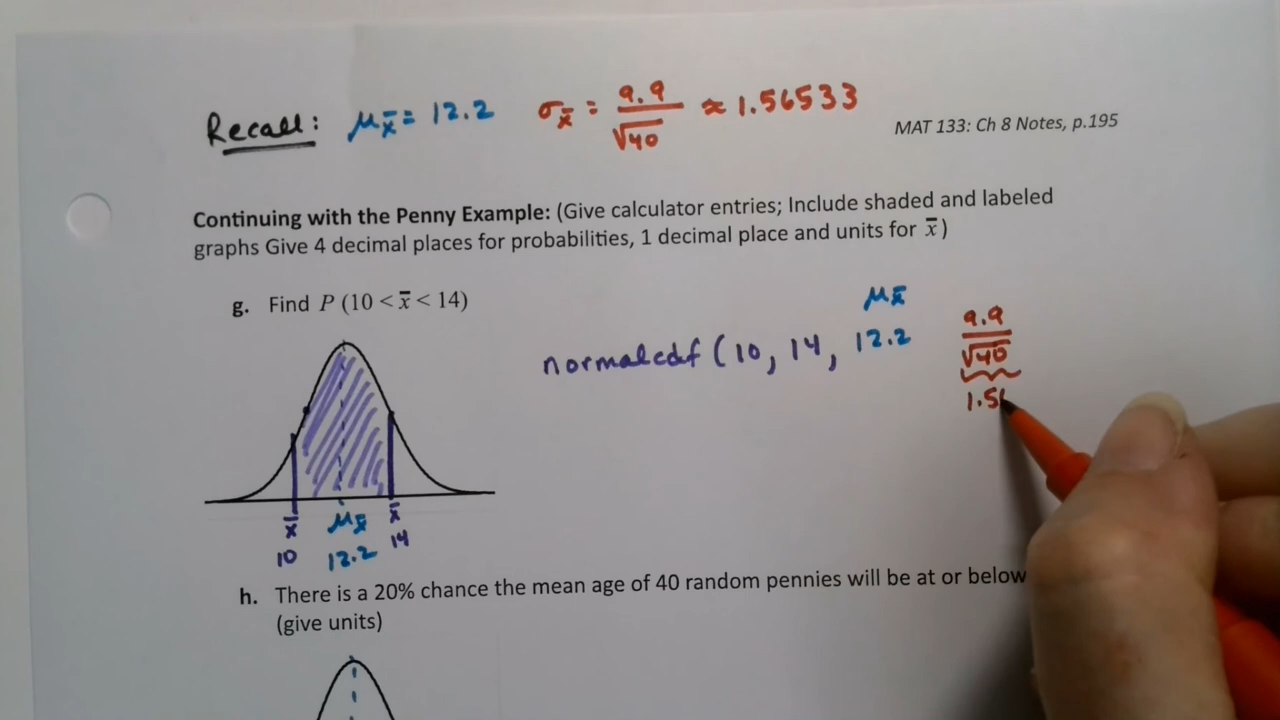 Recall: μx̄ = 12.2 σx̄ = 9.9/√40 ≈ 1.56533
MAT 133: Ch 8 Notes, p.195
Continuing with the Penny Example: (Give calculator entries; Include shaded and labeled
graphs Give 4 decimal places for probabilities, 1 decimal place and units for x̄)
g. Find P (10 < x̄ < 14)
μx̄
normalcdf (10, 14, 12.2 9.9/√40
1.5
x̄ μx̄ x̄
10 12.2 14
h. There is a 20% chance the mean age of 40 random pennies will be at or below
(give units)